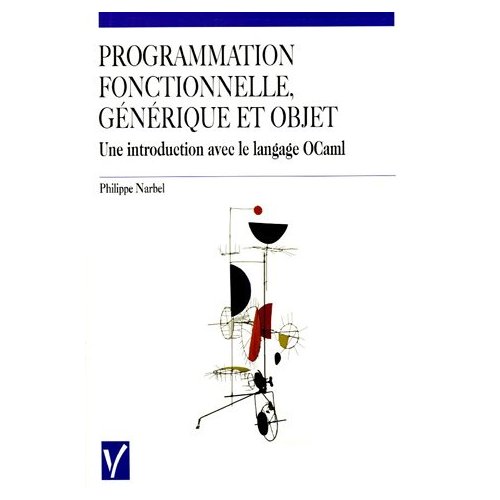 PROGRAMMATION
FONCTIONNELLE,
GÉNÉRIQUE ET OBJET
Une introduction avec le langage OCaml
Philippe Narbel
V